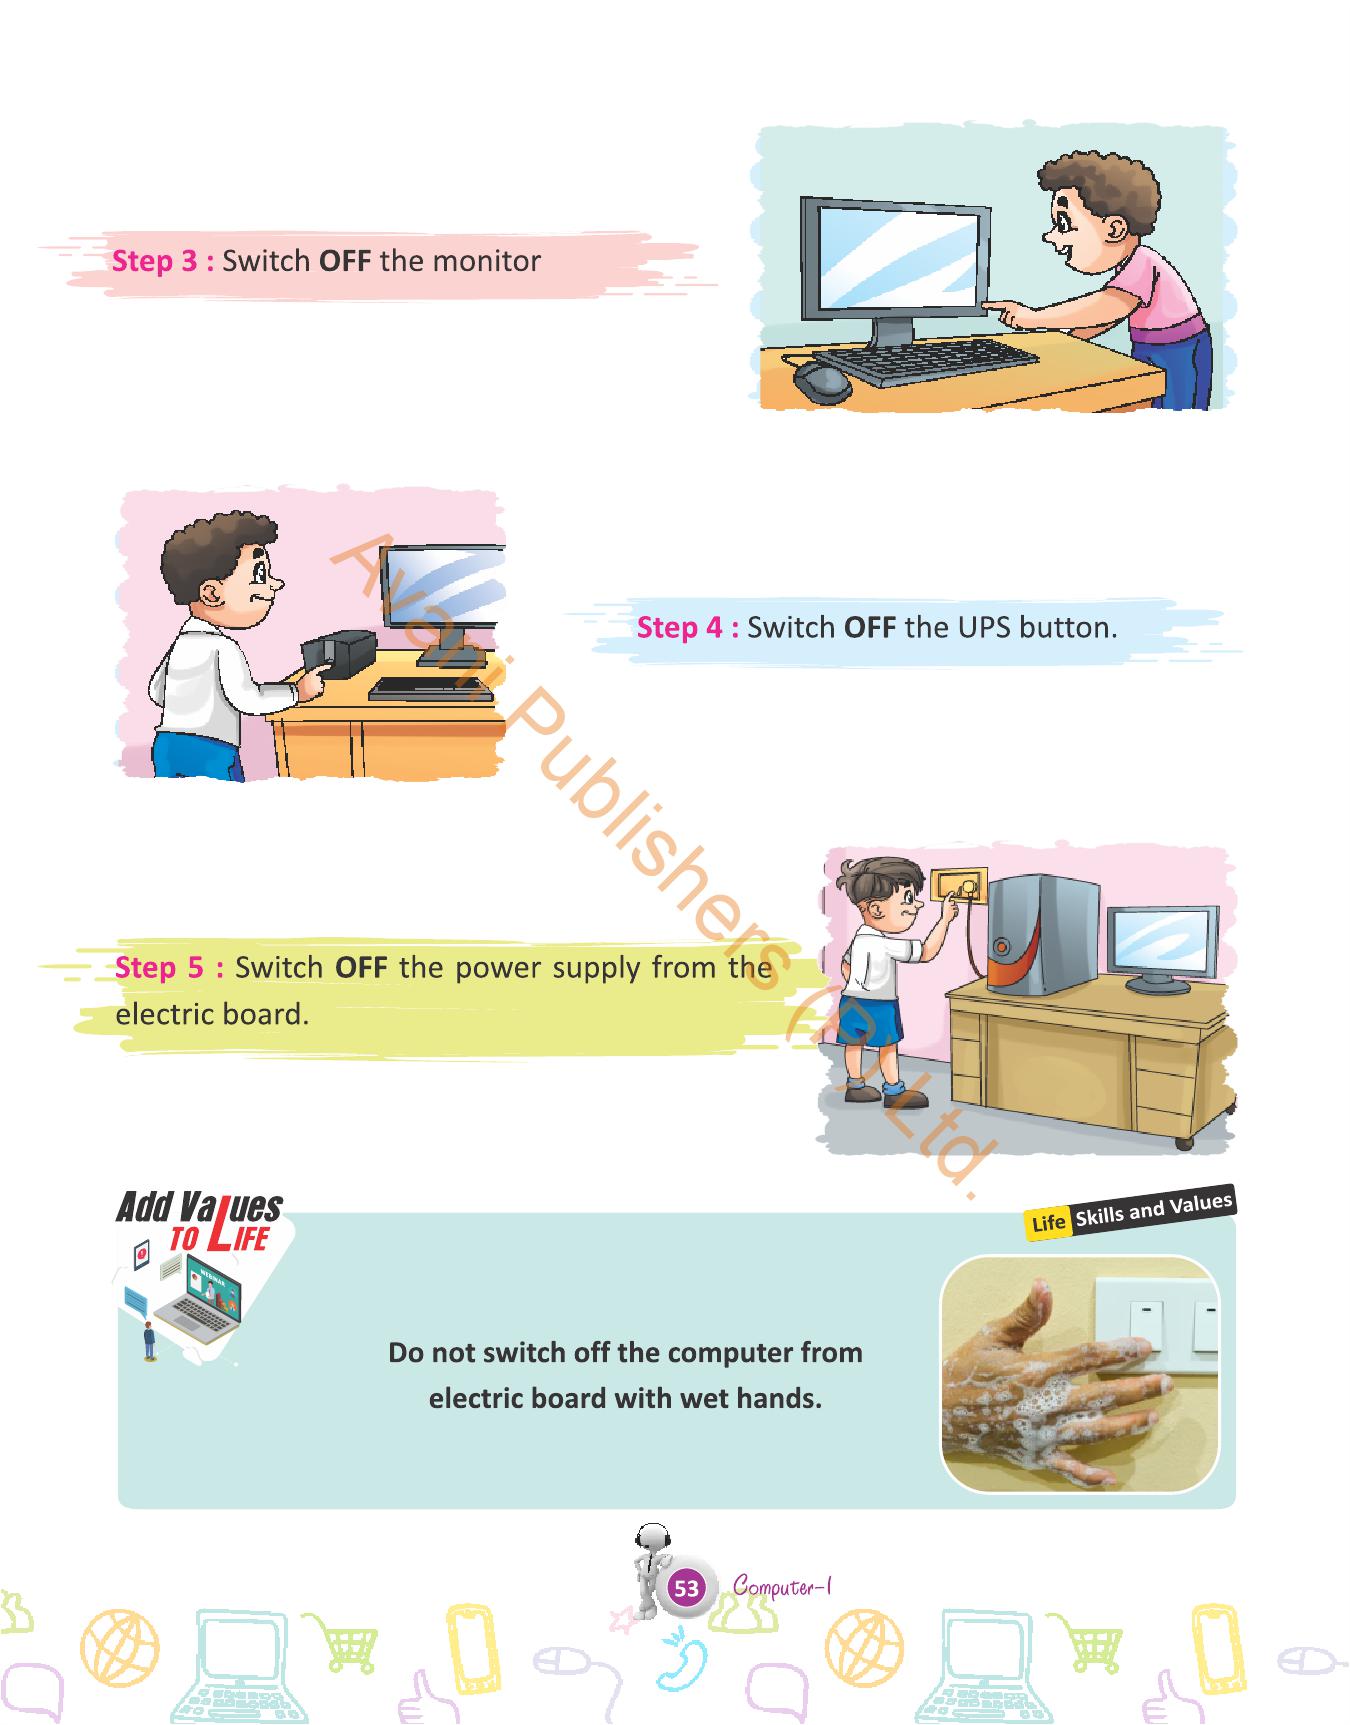 Step 3 : Switch OFF the monitor
Step 4 : Switch OFF the UPS button.
Step 5 : Switch OFF the power supply from the
electric board.
Avani Publishers (P) Ltd.
Add Values
TO LIFE
WEBINAR
Life Skills and Values
Do not switch off the computer from
electric board with wet hands.
53
Computer-1